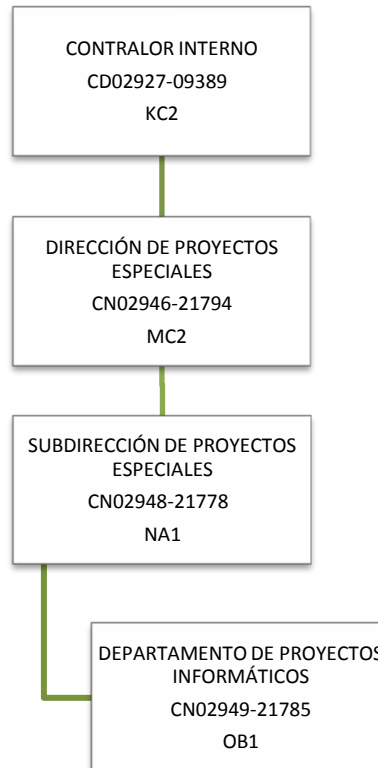 CONTRALOR INTERNO
CD02927-09389
KC2
DIRECCIÓN DE PROYECTOS
ESPECIALES
CN02946-21794
MC2
SUBDIRECCIÓN DE PROYECTOS
ESPECIALES
CN02948-21778
NA1
DEPARTAMENTO DE PROYECTOS
INFORMÁTICOS
CN02949-21785
OB1